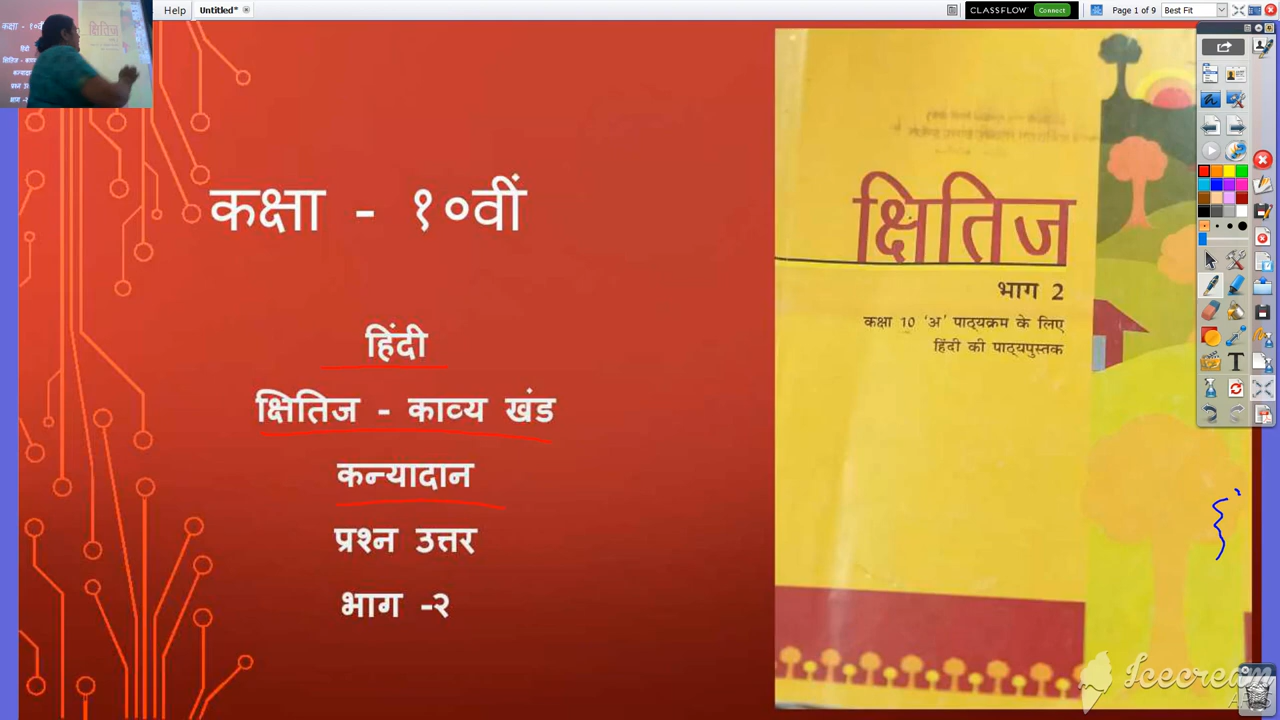 Help
Untitled*
CLASSFLOW
Connect
Page 1 of 9
Best Fit
कक्षा - १०वीं
हिंदी
क्षितिज - काव्य खंड
कन्यादान
प्रश्न उत्तर
भाग -२
क्षितिज
भाग 2
कक्षा 10 'अ' पाठ्यक्रम के लिए
हिंदी की पाठ्यपुस्तक
Icecream
APPS